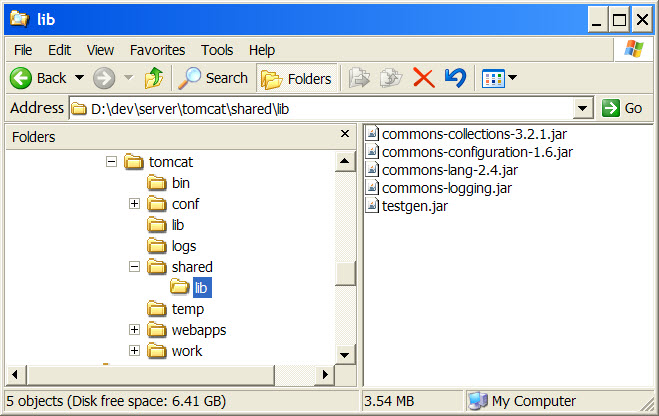 lib
File Edit View Favorites Tools Help
Back Search Folders
Address D:\dev\server\tomcat\shared\lib Go
Folders
tomcat
bin
conf
lib
logs
shared
lib
temp
webapps
work
commons-collections-3.2.1.jar
commons-configuration-1.6.jar
commons-lang-2.4.jar
commons-logging.jar
testgen.jar
5 objects (Disk free space: 6.41 GB) 3.54 MB My Computer